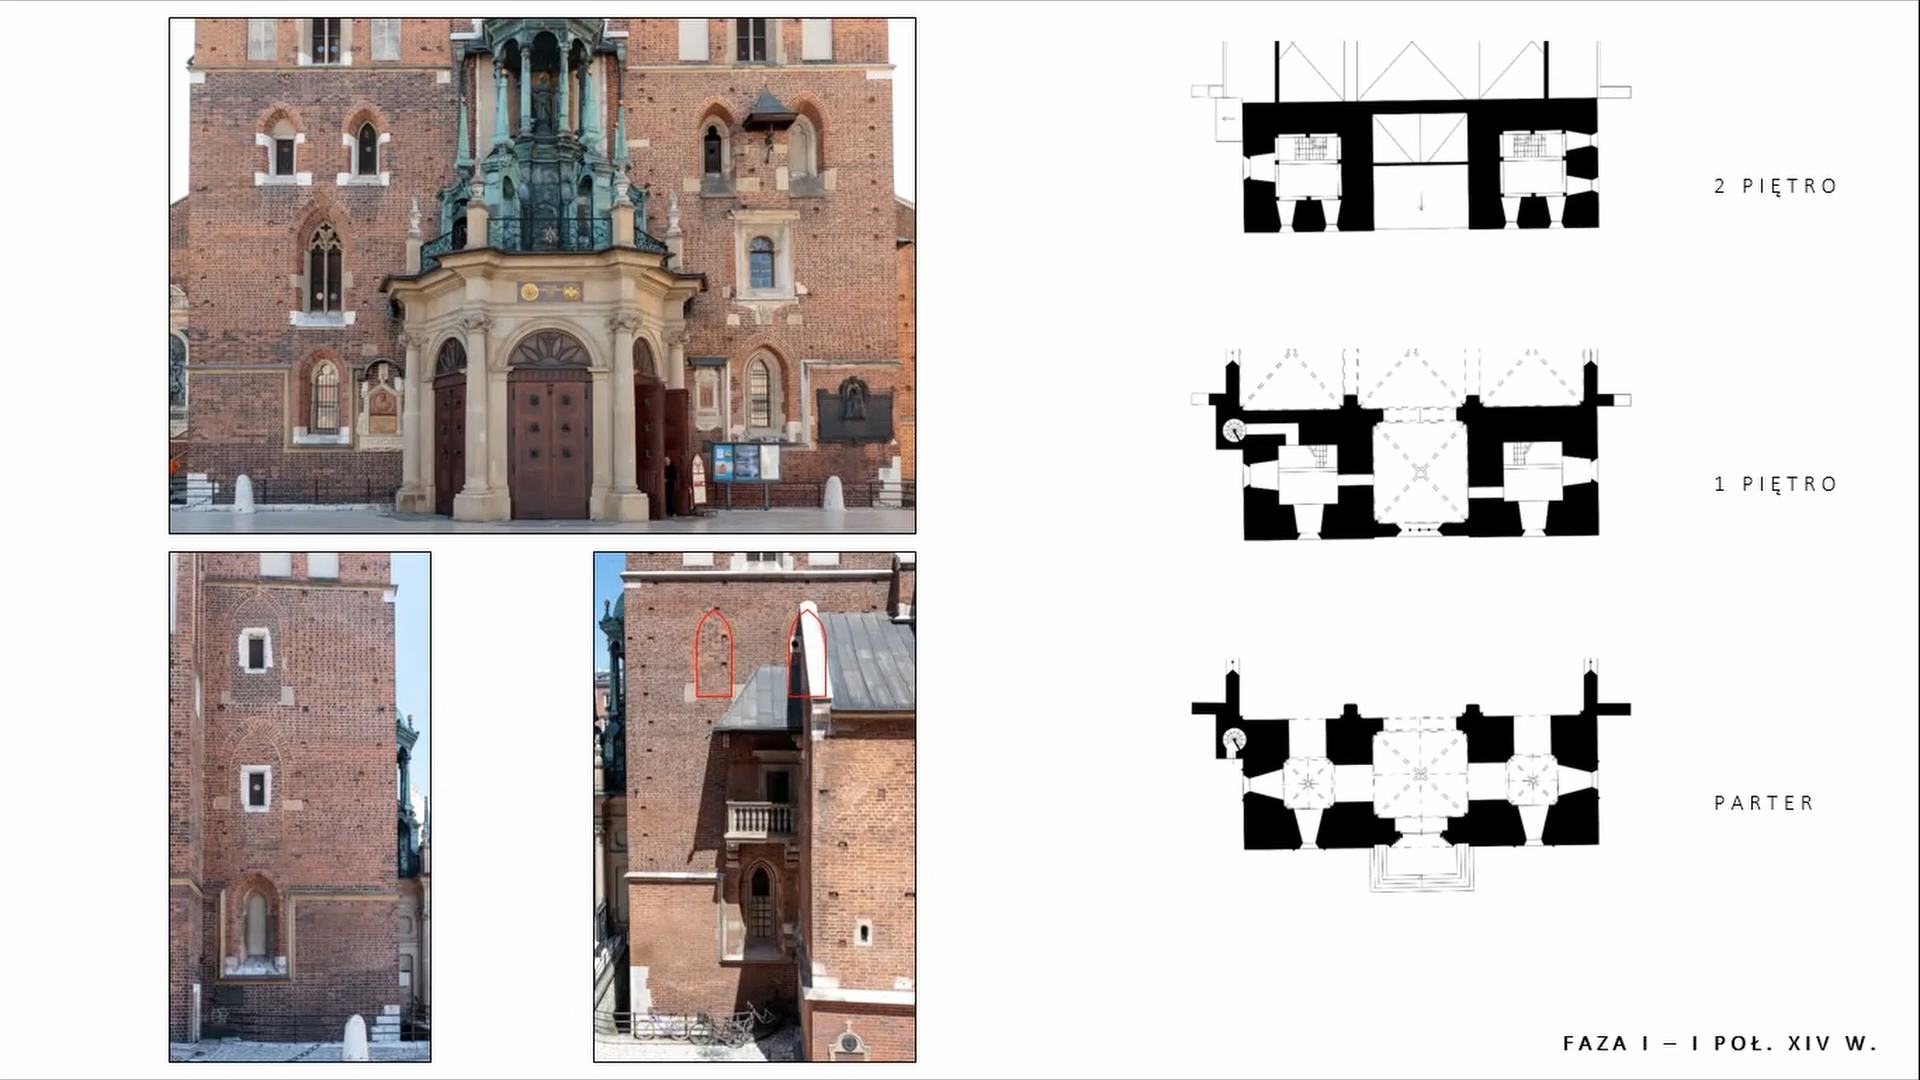 2 PIĘTRO
1 PIĘTRO
PARTER
FAZA I – I POŁ. XIV W.